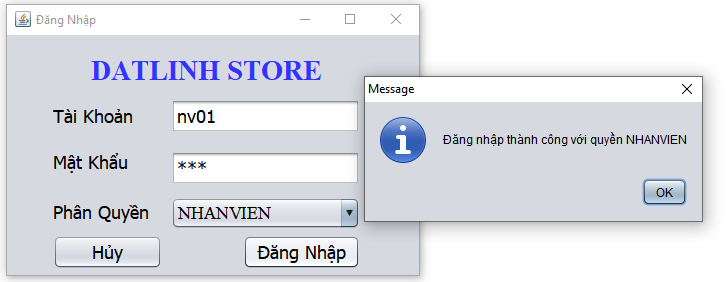 Đăng Nhập
DATLINH STORE
Tài Khoản nv01
Mật Khẩu ***
Phân Quyền NHANVIEN
Hủy Đăng Nhập
Message
Đăng nhập thành công với quyền NHANVIEN
OK